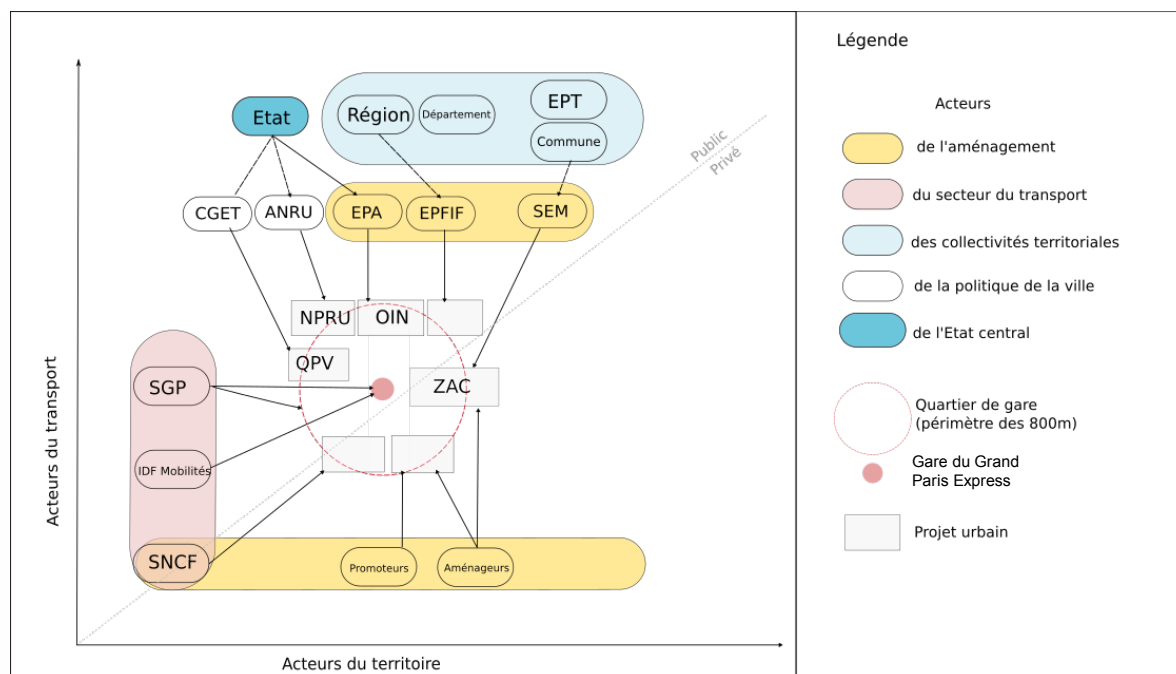 Acteurs du transport
Etat
Région
Département
EPT
Commune
Public
Privé
CGET
ANRU
EPA
EPFIF
SEM
NPRU
OIN
QPV
ZAC
SGP
IDF Mobilités
SNCF
Promoteurs
Aménageurs
Acteurs du territoire
Légende
Acteurs
de l'aménagement
du secteur du transport
des collectivités territoriales
de la politique de la ville
de l'Etat central
Quartier de gare
(périmètre des 800m)
Gare du Grand
Paris Express
Projet urbain